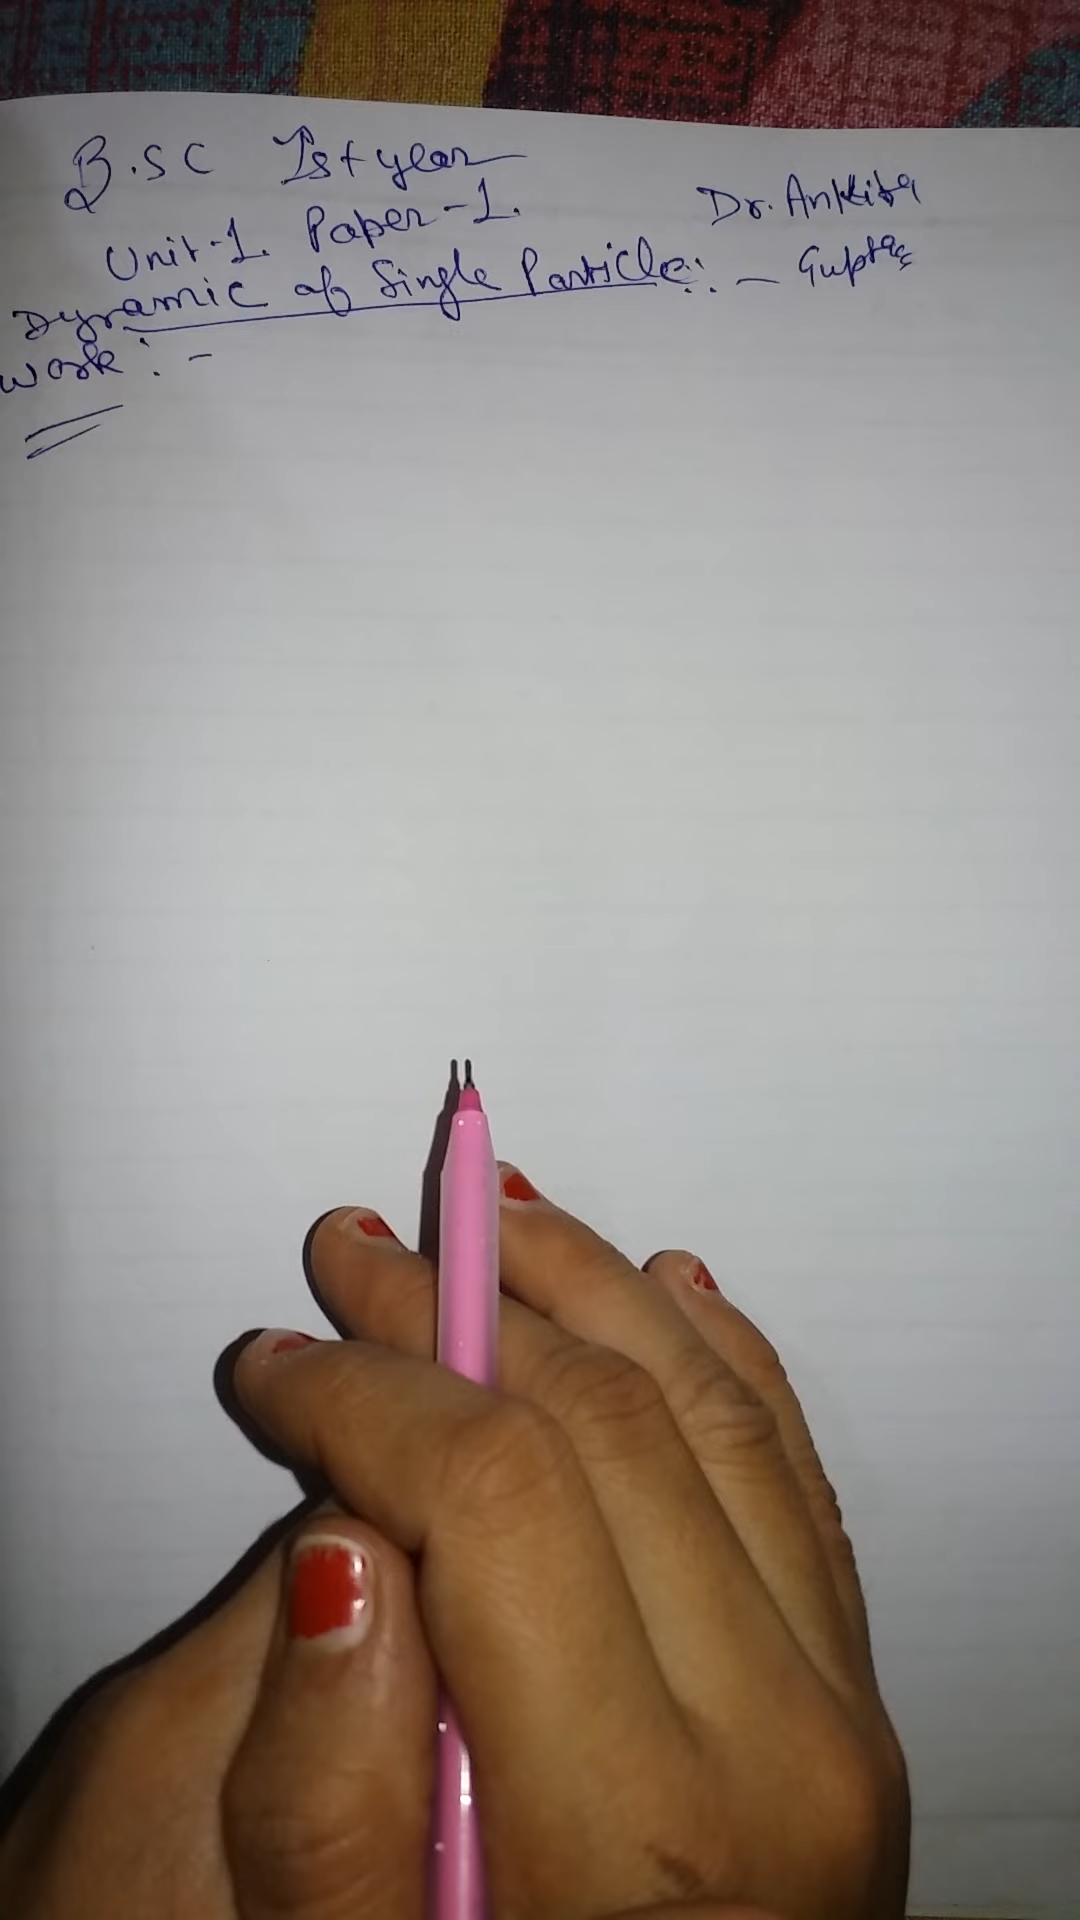 B.SC Ist year
Unit-1. Paper-1.
Dr. Ankita
Gupta
Dynamic of Single Particle:. -
Work: -